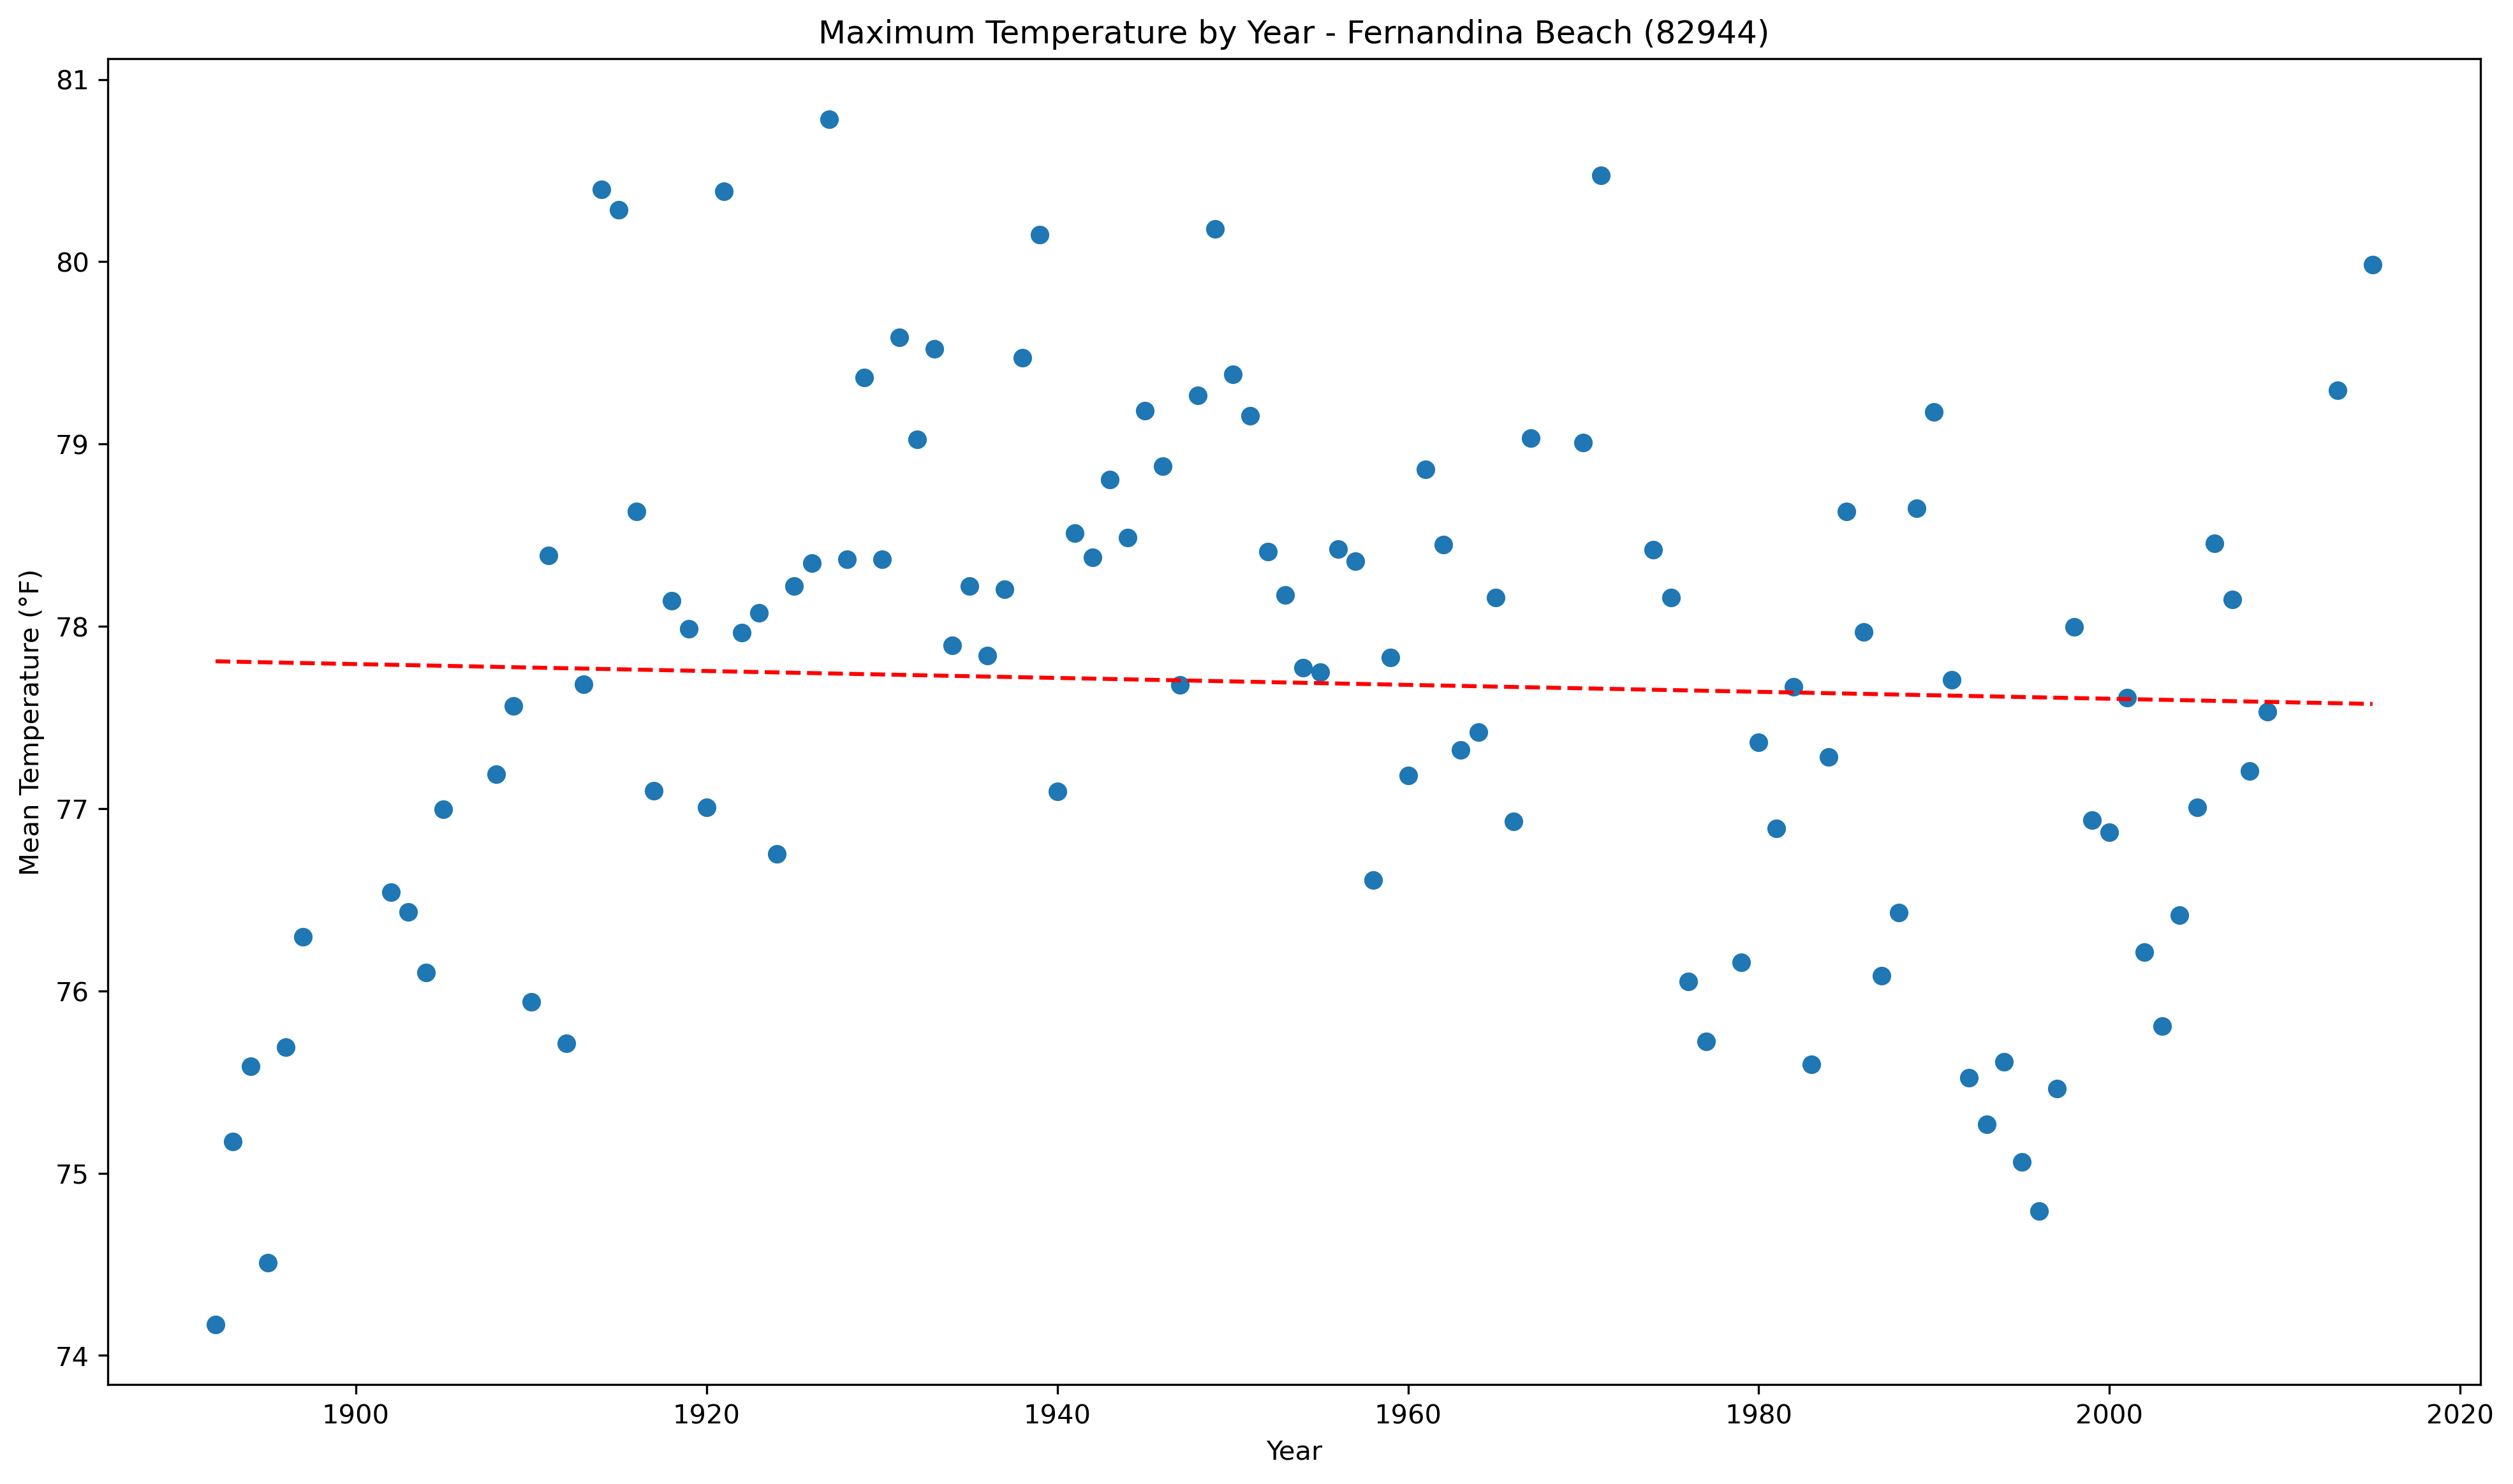 Maximum Temperature by Year - Fernandina Beach (82944)
81
80
79
78
77
76
75
74
Mean Temperature (°F)
1900 1920 1940 1960 1980 2000 2020
Year